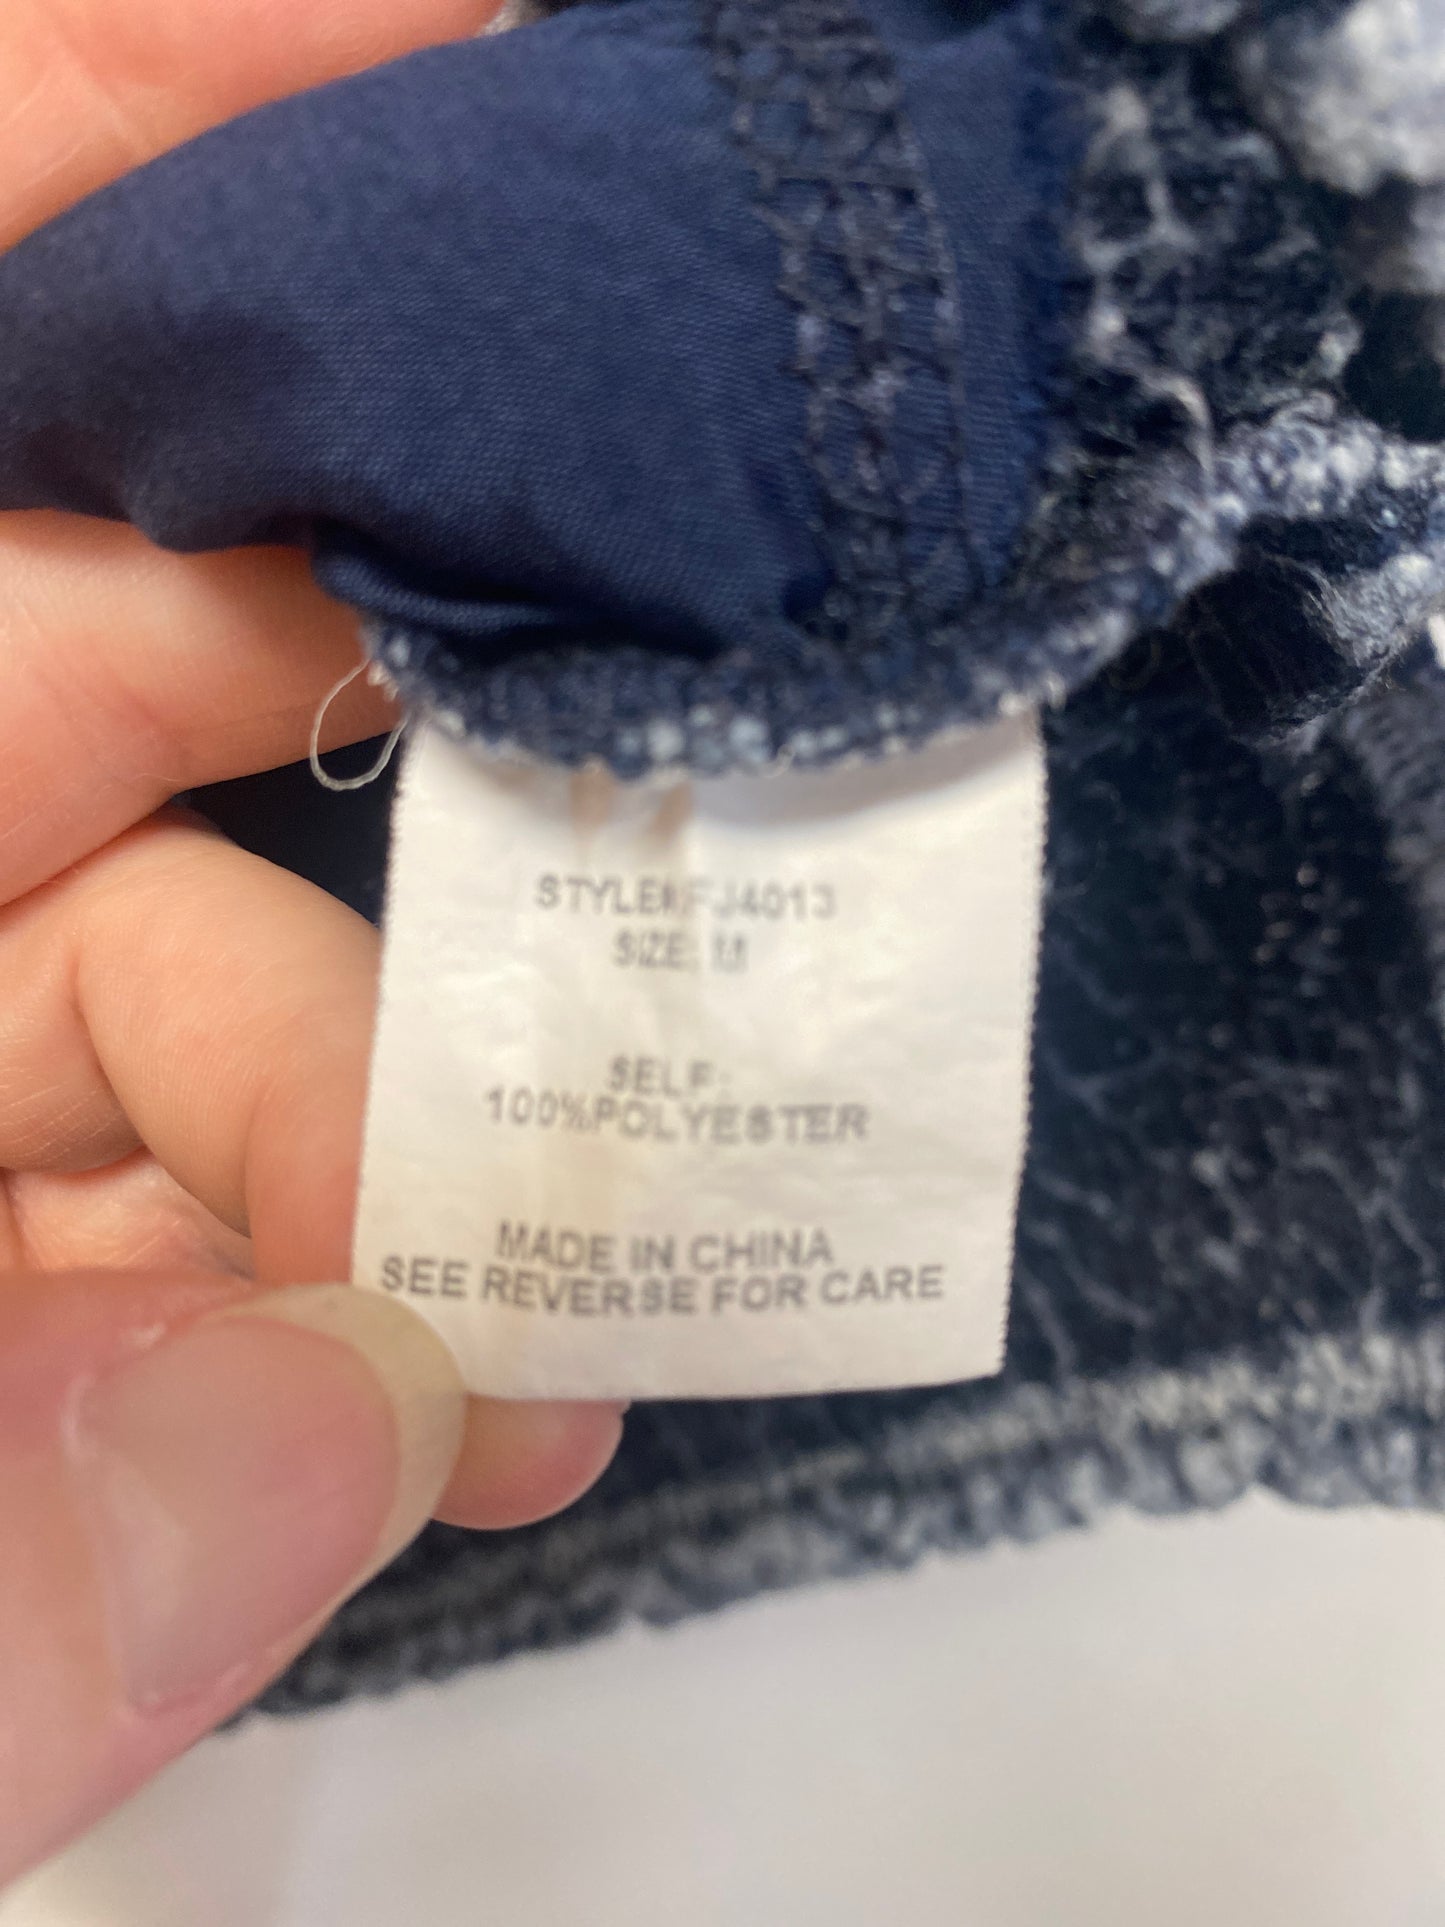 STYLE#:FJ4013
SIZE: M
SELF:
100%POLYESTER
MADE IN CHINA
SEE REVERSE FOR CARE